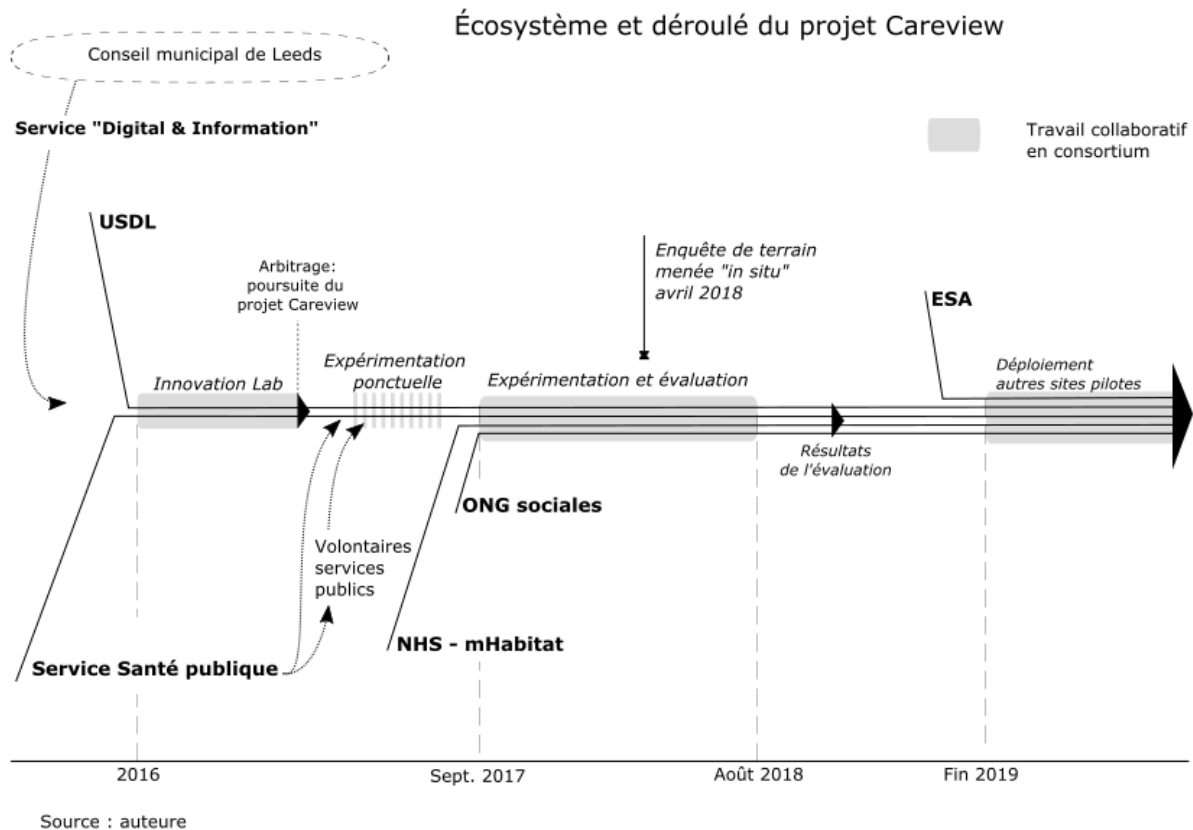 Écosystème et déroulé du projet Careview
Conseil municipal de Leeds
Service "Digital & Information"
Travail collaboratif
en consortium
USDL
Arbitrage:
poursuite du
projet Careview
Enquête de terrain
menée "in situ"
avril 2018
ESA
Innovation Lab
Expérimentation
ponctuelle
Expérimentation et évaluation
Déploiement
autres sites pilotes
Résultats
de l'évaluation
ONG sociales
Volontaires
services
publics
NHS - mHabitat
Service Santé publique
2016
Sept. 2017
Août 2018
Fin 2019
Source : auteure